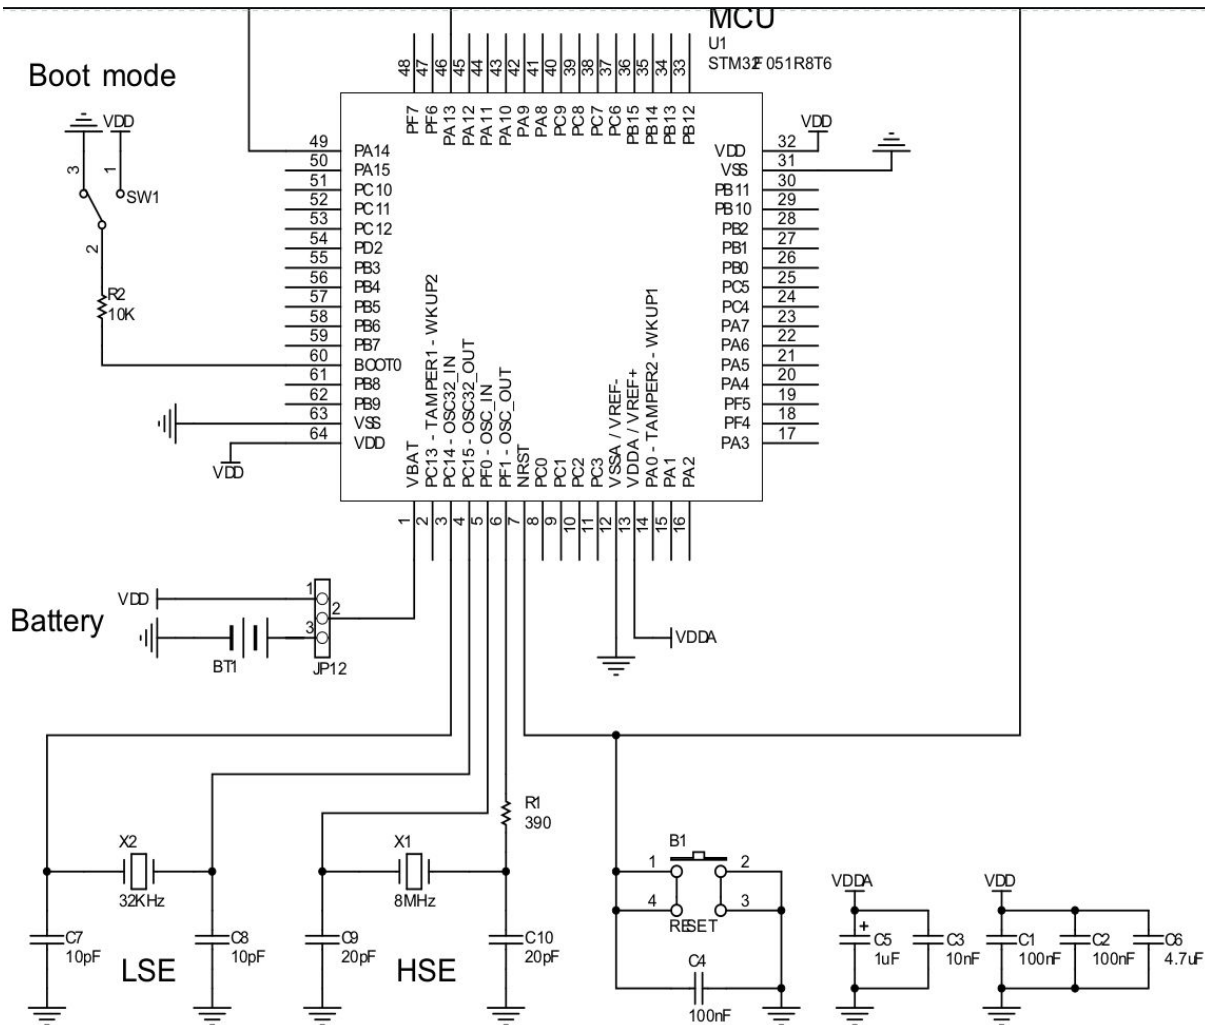 MCU
U1
STM32F051R8T6
Boot mode
VDD
3
1
SW1
2
R2
10K
48
47
46
45
44
43
42
41
40
39
38
37
36
35
34
33
PF7
PF6
PA13
PA12
PA11
PA10
PA9
PA8
PC9
PC8
PC7
PC6
PB15
PB14
PB13
PB12
49 PA14
50 PA15
51 PC10
52 PC11
53 PC12
54 PD2
55 PB3
56 PB4
57 PB5
58 PB6
59 PB7
60 BOOT0
61 PB8
62 PB9
63 VSS
64 VDD
VDD
VDD 32
VSS 31
PB11 30
PB10 29
PB2 28
PB1 27
PB0 26
PC5 25
PC4 24
PA7 23
PA6 22
PA5 21
PA4 20
PF5 19
PF4 18
PA3 17
VDD
VBAT
PC13 - TAMPER1 - WKUP2
PC14 - OSC32_IN
PC15 - OSC32_OUT
PF0 - OSC_IN
PF1 - OSC_OUT
NRST
PC0
PC1
PC2
PC3
VSSA / VREF-
VDDA / VREF+
PA0 - TAMPER2 - WKUP1
PA1
PA2
1
2
3
4
5
6
7
8
9
10
11
12
13
14
15
16
Battery
VDD
1
2
3
BT1
JP12
VDDA
R1
390
X2
32KHz
C7
10pF
C8
10pF
LSE
X1
8MHz
C9
20pF
C10
20pF
HSE
B1
1 2
4 3
RESET
C4
100nF
VDDA
C5
1uF
C3
10nF
VDD
C1
100nF
C2
100nF
C6
4.7uF